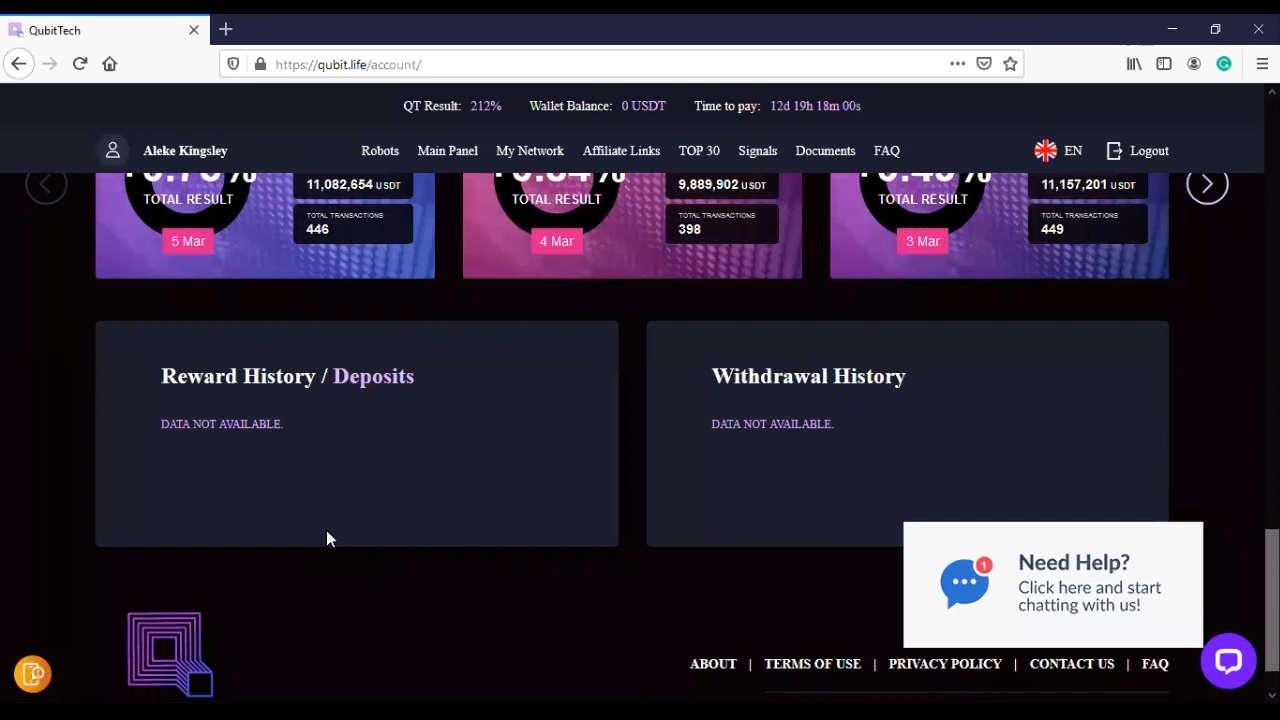 QubitTech
https://qubit.life/account/
QT Result: 212% Wallet Balance: 0 USDT Time to pay: 12d 19h 18m 00s
Aleke Kingsley Robots Main Panel My Network Affiliate Links TOP 30 Signals Documents FAQ EN Logout
TOTAL RESULT
5 Mar
11,082,654 USDT
TOTAL TRANSACTIONS
446
TOTAL RESULT
4 Mar
9,889,902 USDT
TOTAL TRANSACTIONS
398
TOTAL RESULT
3 Mar
11,157,201 USDT
TOTAL TRANSACTIONS
449
Reward History / Deposits
DATA NOT AVAILABLE.
Withdrawal History
DATA NOT AVAILABLE.
1
Need Help?
Click here and start
chatting with us!
ABOUT | TERMS OF USE | PRIVACY POLICY | CONTACT US | FAQ